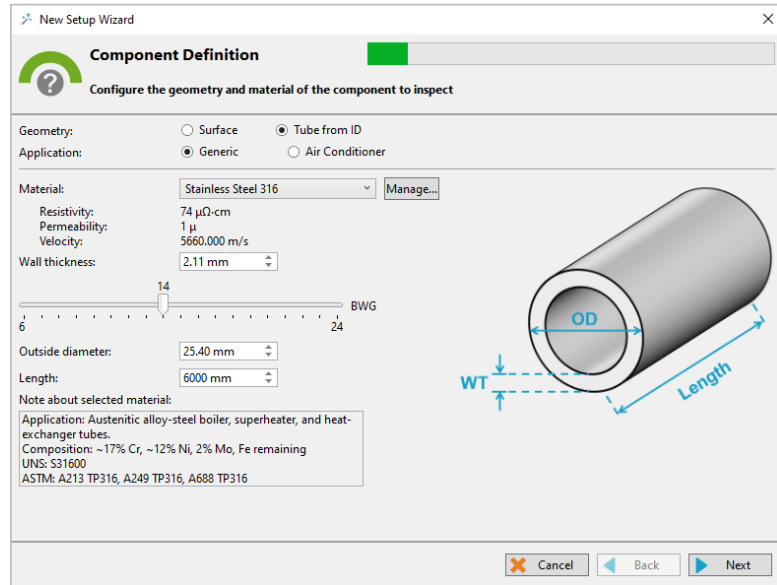 New Setup Wizard
Component Definition
Configure the geometry and material of the component to inspect
Geometry: Surface Tube from ID
Application: Generic Air Conditioner
Material: Stainless Steel 316 Manage...
Resistivity: 74 μΩ·cm
Permeability: 1 μ
Velocity: 5660.000 m/s
Wall thickness: 2.11 mm
14
BWG
6 24
Outside diameter: 25.40 mm
Length: 6000 mm
Note about selected material:
Application: Austenitic alloy-steel boiler, superheater, and heat-
exchanger tubes.
Composition: ~17% Cr, ~12% Ni, 2% Mo, Fe remaining
UNS: S31600
ASTM: A213 TP316, A249 TP316, A688 TP316
OD
WT
Length
Cancel Back Next